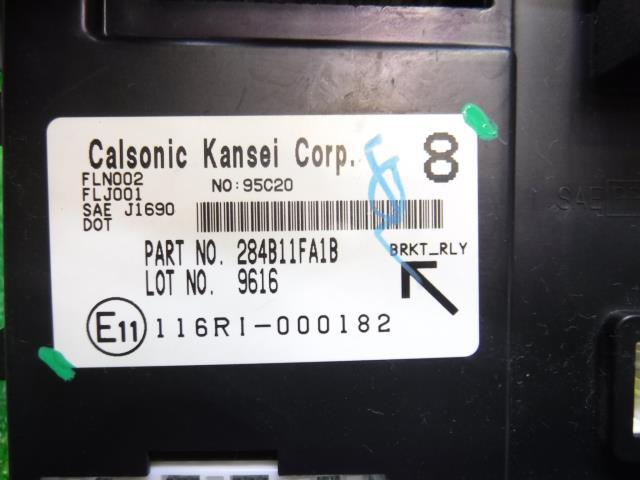 Calsonic Kansei Corp. 8
FLN002
FLJ001
NO:95C20
SAE J1690
DOT
PART NO. 284B11FA1B
BRKT_RLY
LOT NO. 9616
E11 116RI-000182
SAE